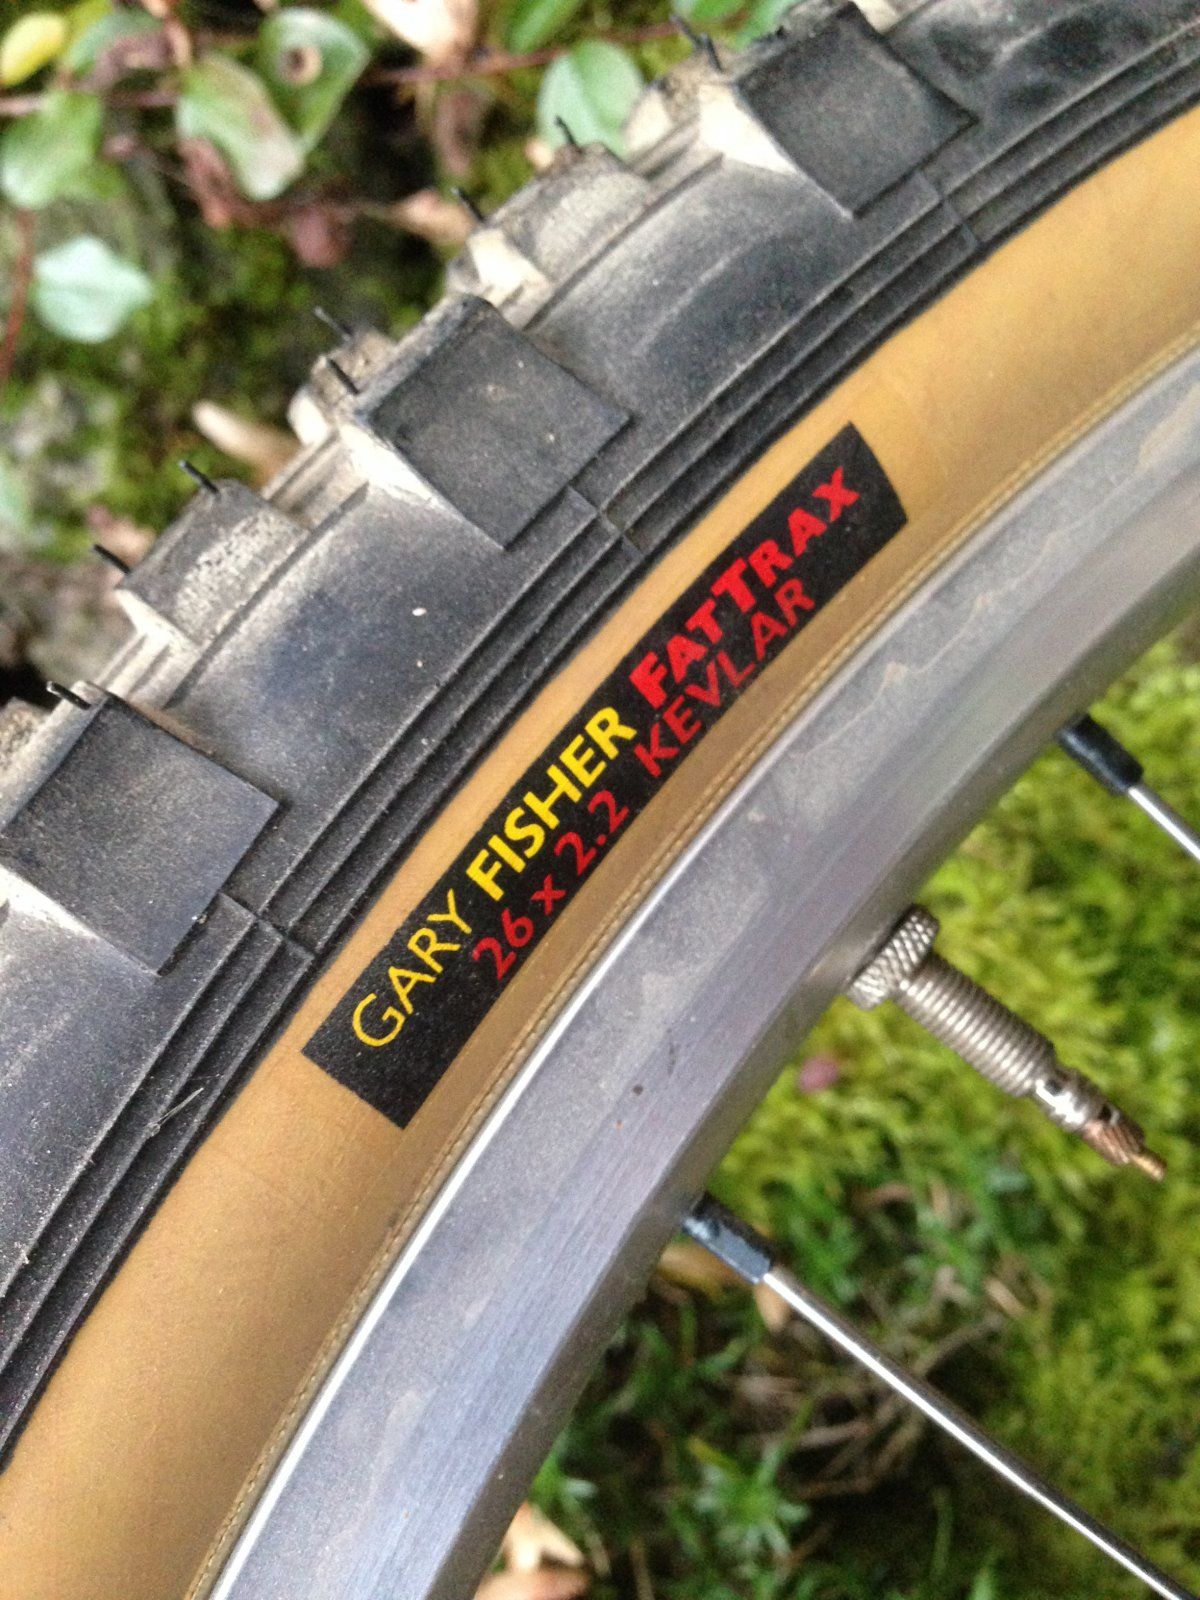 GARY FISHER FATTRAX
26 x 2.2 KEVLAR